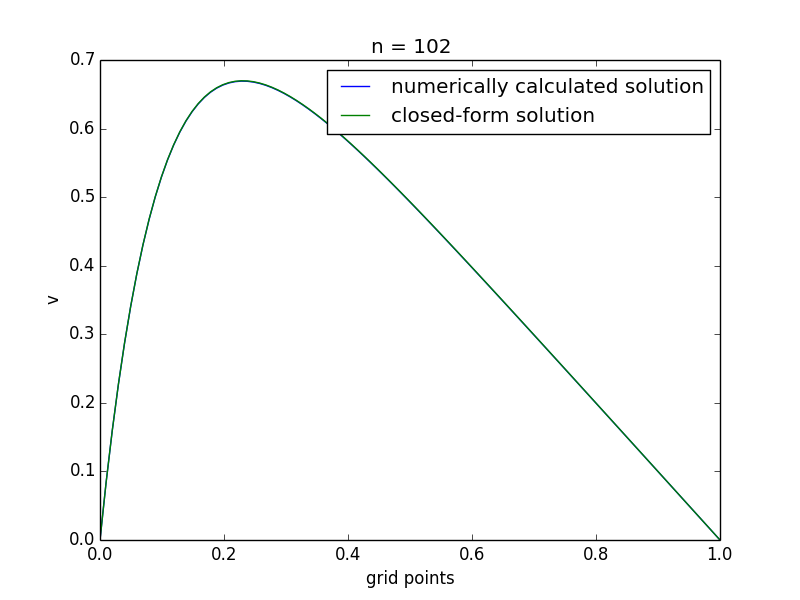 n = 102
numerically calculated solution
closed-form solution
0.7
0.6
0.5
0.4
0.3
0.2
0.1
0.0
v
0.0 0.2 0.4 0.6 0.8 1.0
grid points